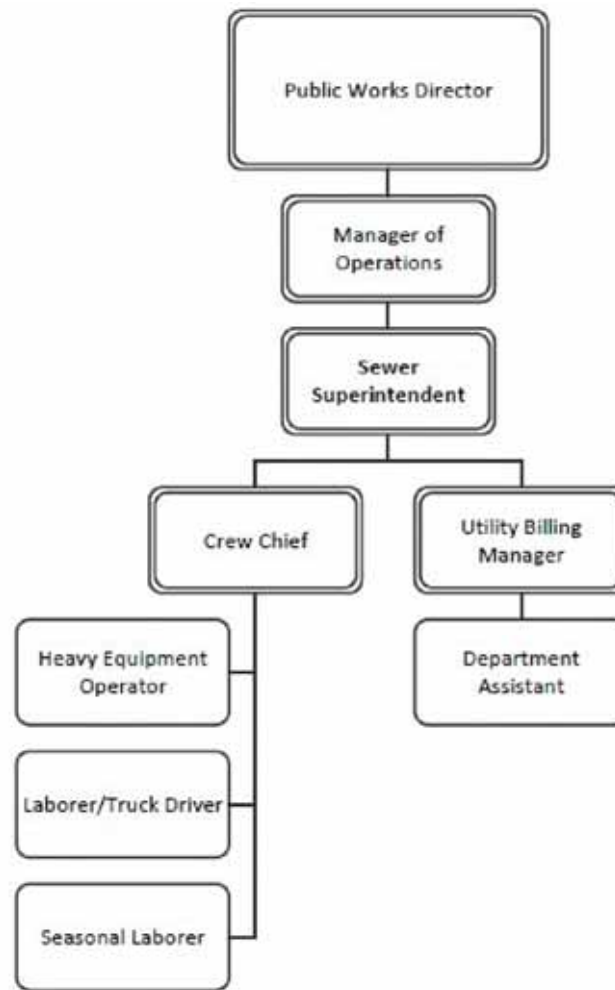 Public Works Director
Manager of
Operations
Sewer
Superintendent
Crew Chief
Utility Billing
Manager
Heavy Equipment
Operator
Department
Assistant
Laborer/Truck Driver
Seasonal Laborer